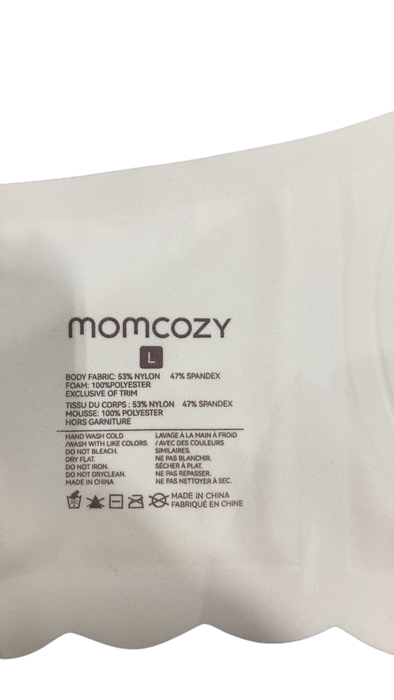 momcozy
L
BODY FABRIC: 53% NYLON 47% SPANDEX
FOAM: 100%POLYESTER
EXCLUSIVE OF TRIM
TISSU DU CORPS : 53% NYLON 47% SPANDEX
MOUSSE: 100% POLYESTER
HORS GARNITURE
HAND WASH COLD
/WASH WITH LIKE COLORS.
DO NOT BLEACH.
DRY FLAT.
DO NOT IRON.
DO NOT DRYCLEAN.
MADE IN CHINA
LAVAGE À LA MAIN À FROID
/ AVEC DES COULEURS
SIMILAIRES.
NE PAS BLANCHIR.
SÉCHER À PLAT.
NE PAS REPASSER.
NE PAS NETTOYER À SEC.
MADE IN CHINA
FABRIQUÉ EN CHINE